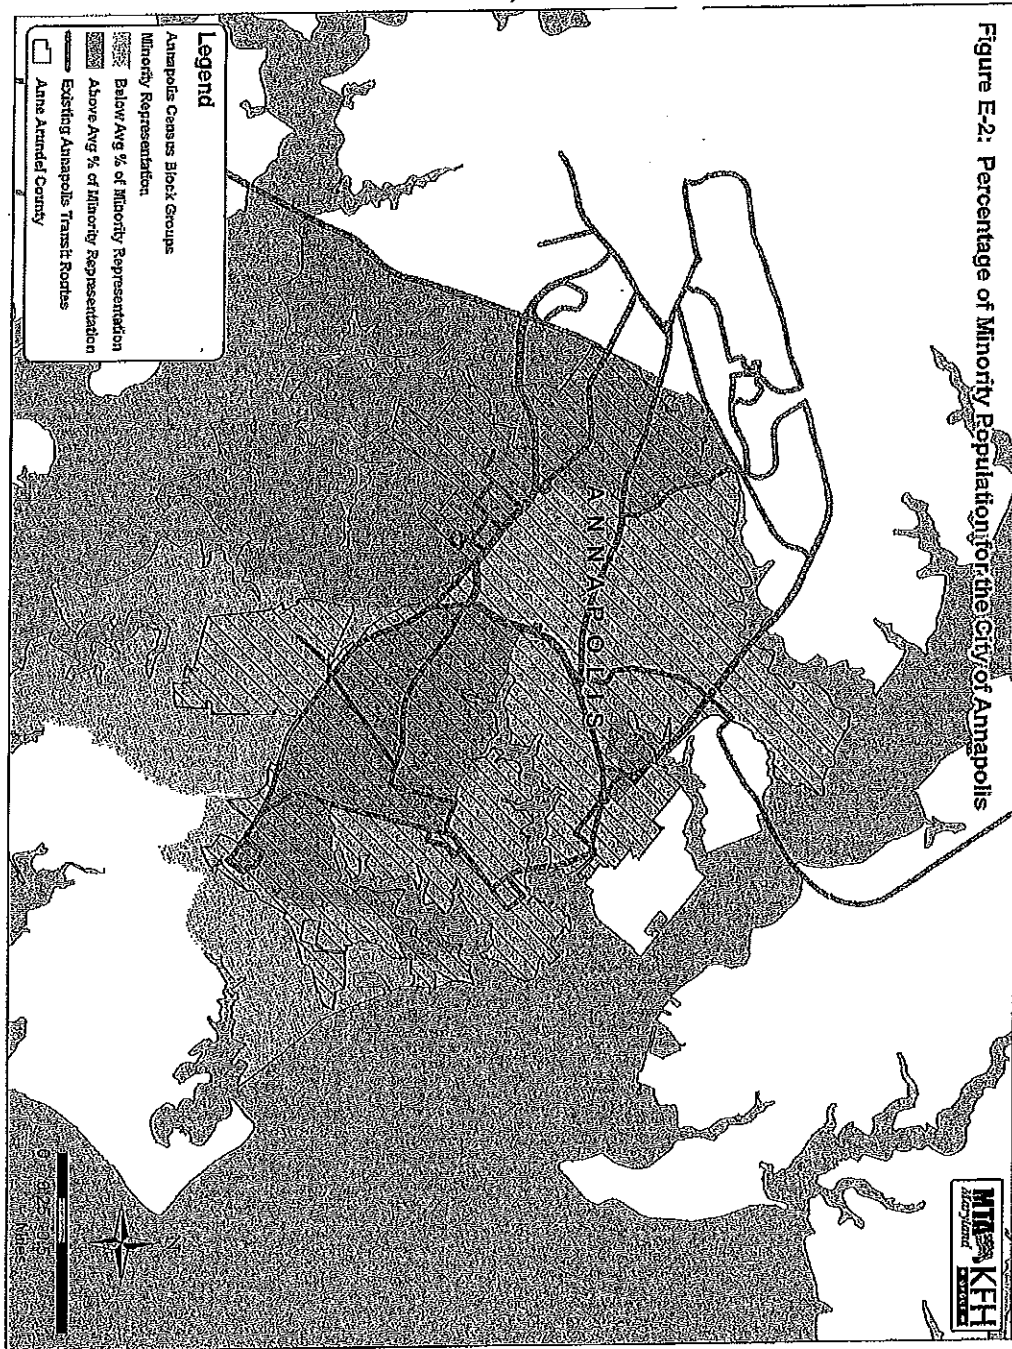 Figure E-2: Percentage of Minority Population for the City of Annapolis
MTA
Maryland
KFH
ANNAPOLIS
Legend
Annapolis Census Block Groups
Minority Representation
Below Avg % of Minority Representation
Above Avg % of Minority Representation
Existing Annapolis Transit Routes
Anne Arundel County
Miles